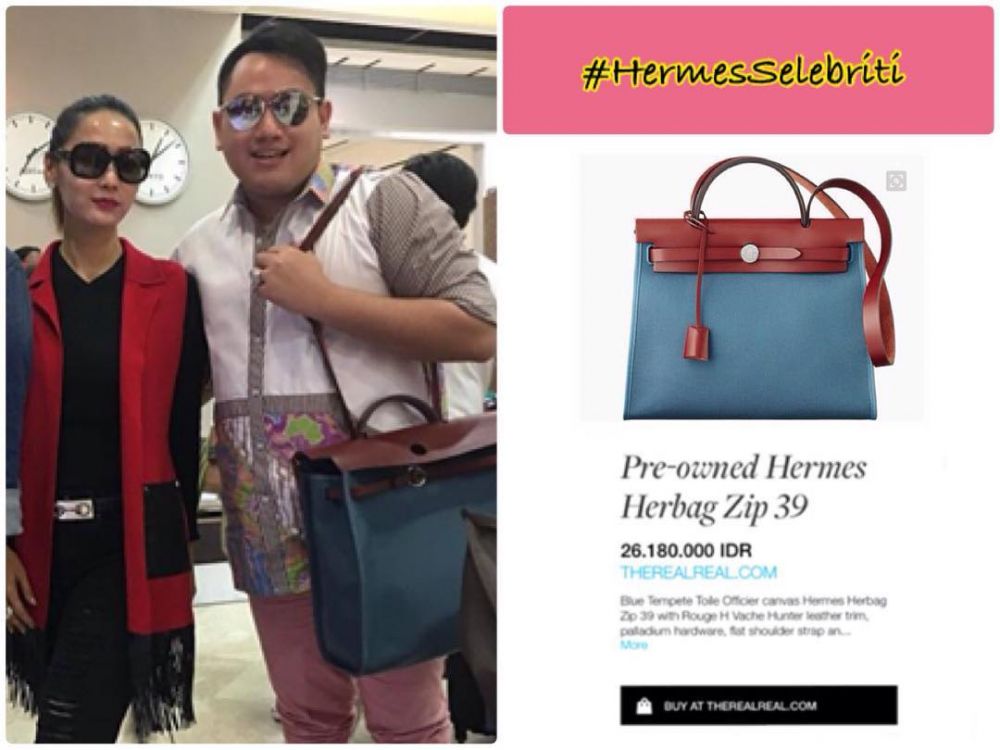 #HermesSelebriti
Pre-owned Hermes
Herbag Zip 39
26.180.000 IDR
THEREALREAL.COM
Blue Tempete Toile Officier canvas Hermes Herbag
Zip 39 with Rouge H Vache Hunter leather trim,
palladium hardware, flat shoulder strap an...
More
BUY AT THEREALREAL.COM